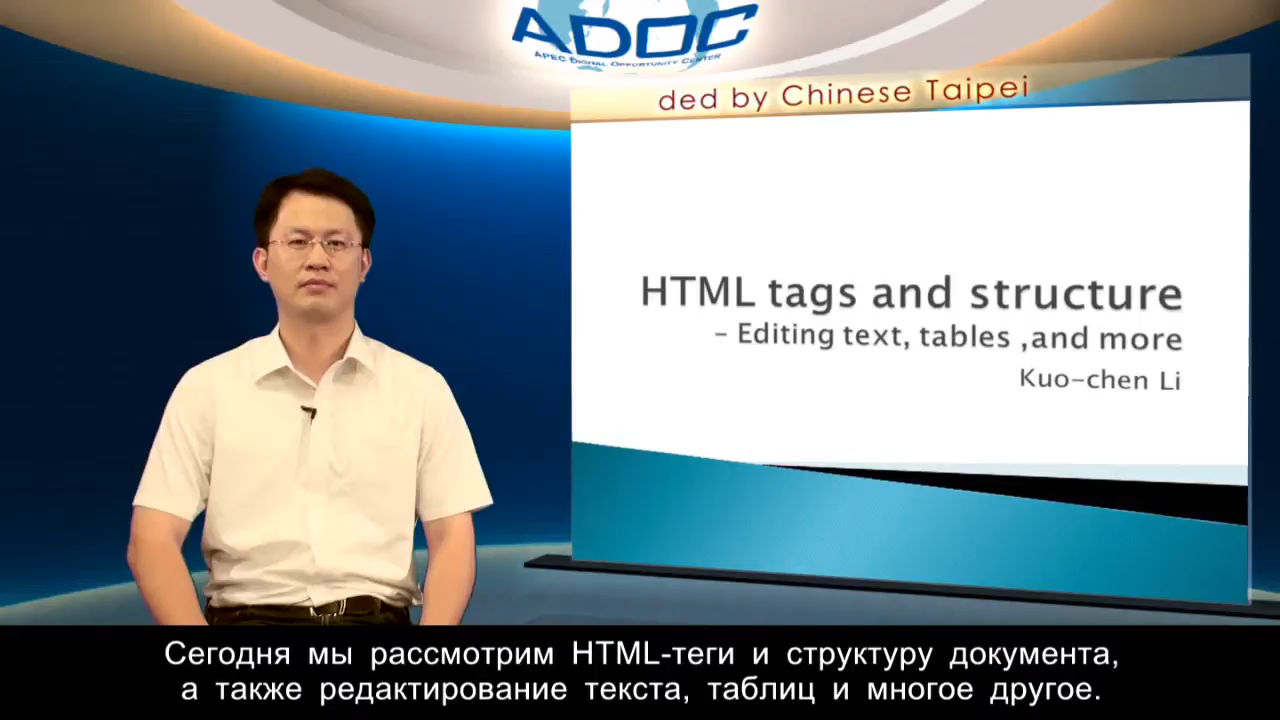 ADOC
APEC DIGITAL OPPORTUNITY CENTER
ded by Chinese Taipei
HTML tags and structure
– Editing text, tables ,and more
Kuo-chen Li
Сегодня мы рассмотрим HTML-теги и структуру документа,
а также редактирование текста, таблиц и многое другое.